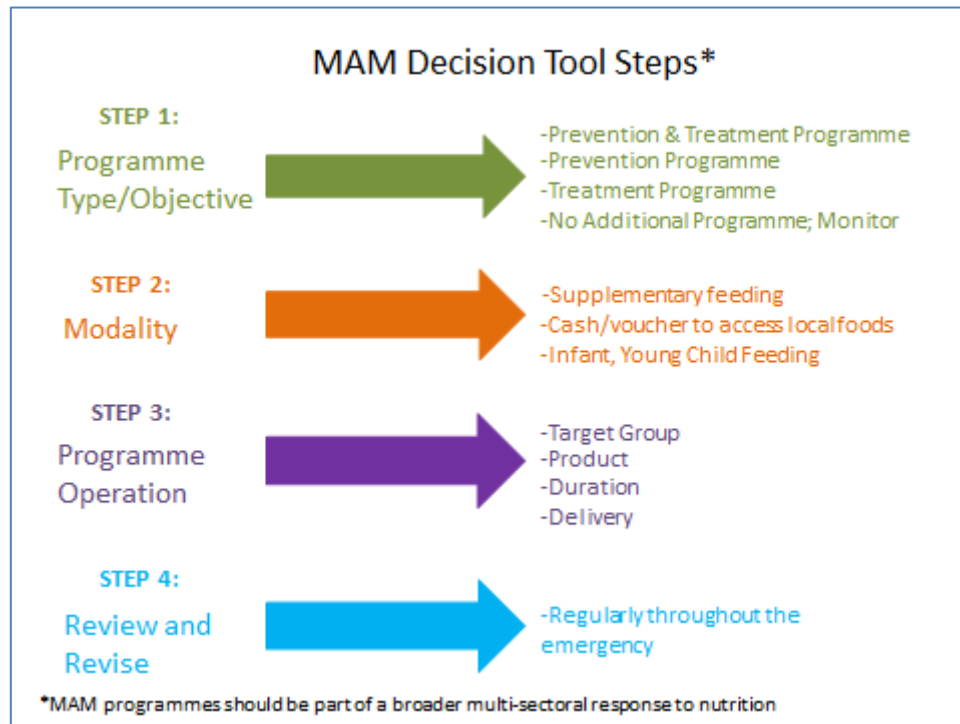 MAM Decision Tool Steps*
STEP 1:
Programme
Type/Objective
-Prevention & Treatment Programme
-Prevention Programme
-Treatment Programme
-No Additional Programme; Monitor
STEP 2:
Modality
-Supplementary feeding
-Cash/voucher to access local foods
-Infant, Young Child Feeding
STEP 3:
Programme
Operation
-Target Group
-Product
-Duration
-Delivery
STEP 4:
Review and
Revise
-Regularly throughout the
emergency
*MAM programmes should be part of a broader multi-sectoral response to nutrition